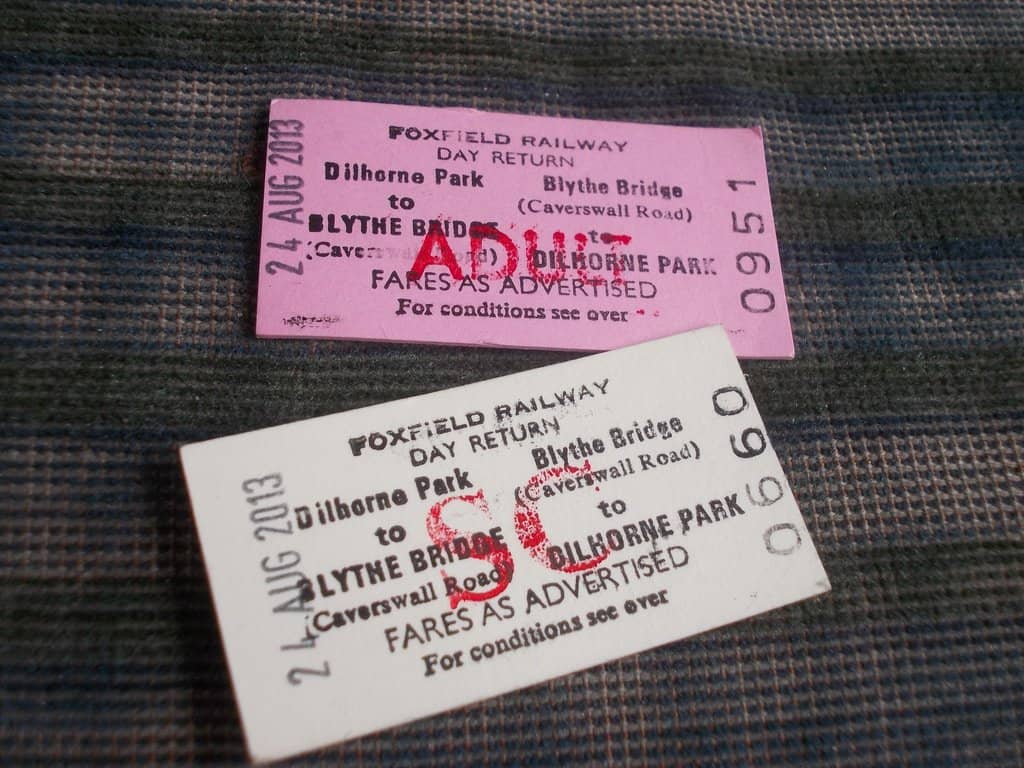 24 AUG 2013
FOXFIELD RAILWAY
DAY RETURN
Dilhorne Park
to
BLYTHE BRIDGE
(Caverswall Road)
Blythe Bridge
(Caverswall Road)
to
DILHORNE PARK
ADULT
FARES AS ADVERTISED
For conditions see over
0951
24 AUG 2013
FOXFIELD RAILWAY
DAY RETURN
Dilhorne Park
to
BLYTHE BRIDGE
(Caverswall Road)
Blythe Bridge
(Caverswall Road)
to
DILHORNE PARK
SC
FARES AS ADVERTISED
For conditions see over
0660